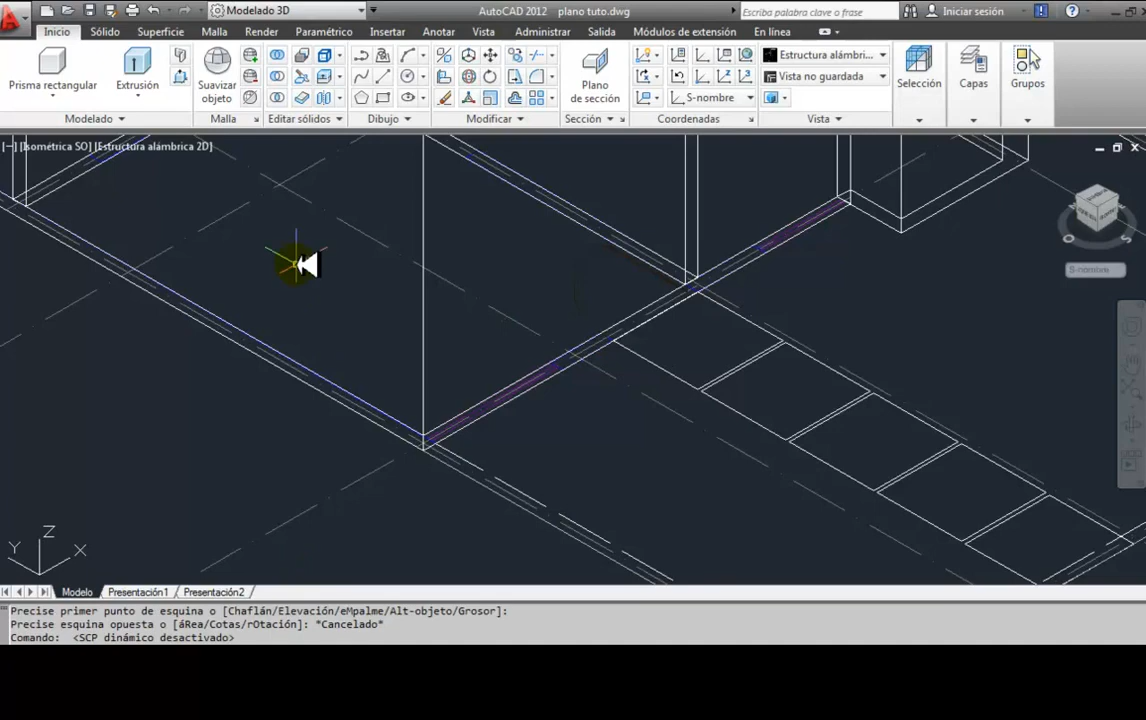 Modelado 3D
AutoCAD 2012 plano tuto.dwg
Escriba palabra clave o frase
Iniciar sesión
Inicio Sólido Superficie Malla Render Paramétrico Insertar Anotar Vista Administrar Salida Módulos de extensión En línea
Prisma rectangular
Extrusión
Suavizar objeto
Plano de sección
Estructura alámbri...
Vista no guardada
S-nombre
Selección
Capas
Grupos
Modelado Malla Editar sólidos Dibujo Modificar Sección Coordenadas Vista
[−] [Isométrica SO] [Estructura alámbrica 2D]
S-nombre
Z
Y X
Modelo Presentación1 Presentación2
Precise primer punto de esquina o [Chaflán/Elevación/eMpalme/Alt-objeto/Grosor]:
Precise esquina opuesta o [áRea/Cotas/rOtación]: "Cancelado"
Comando: <SCP dinámico desactivado>